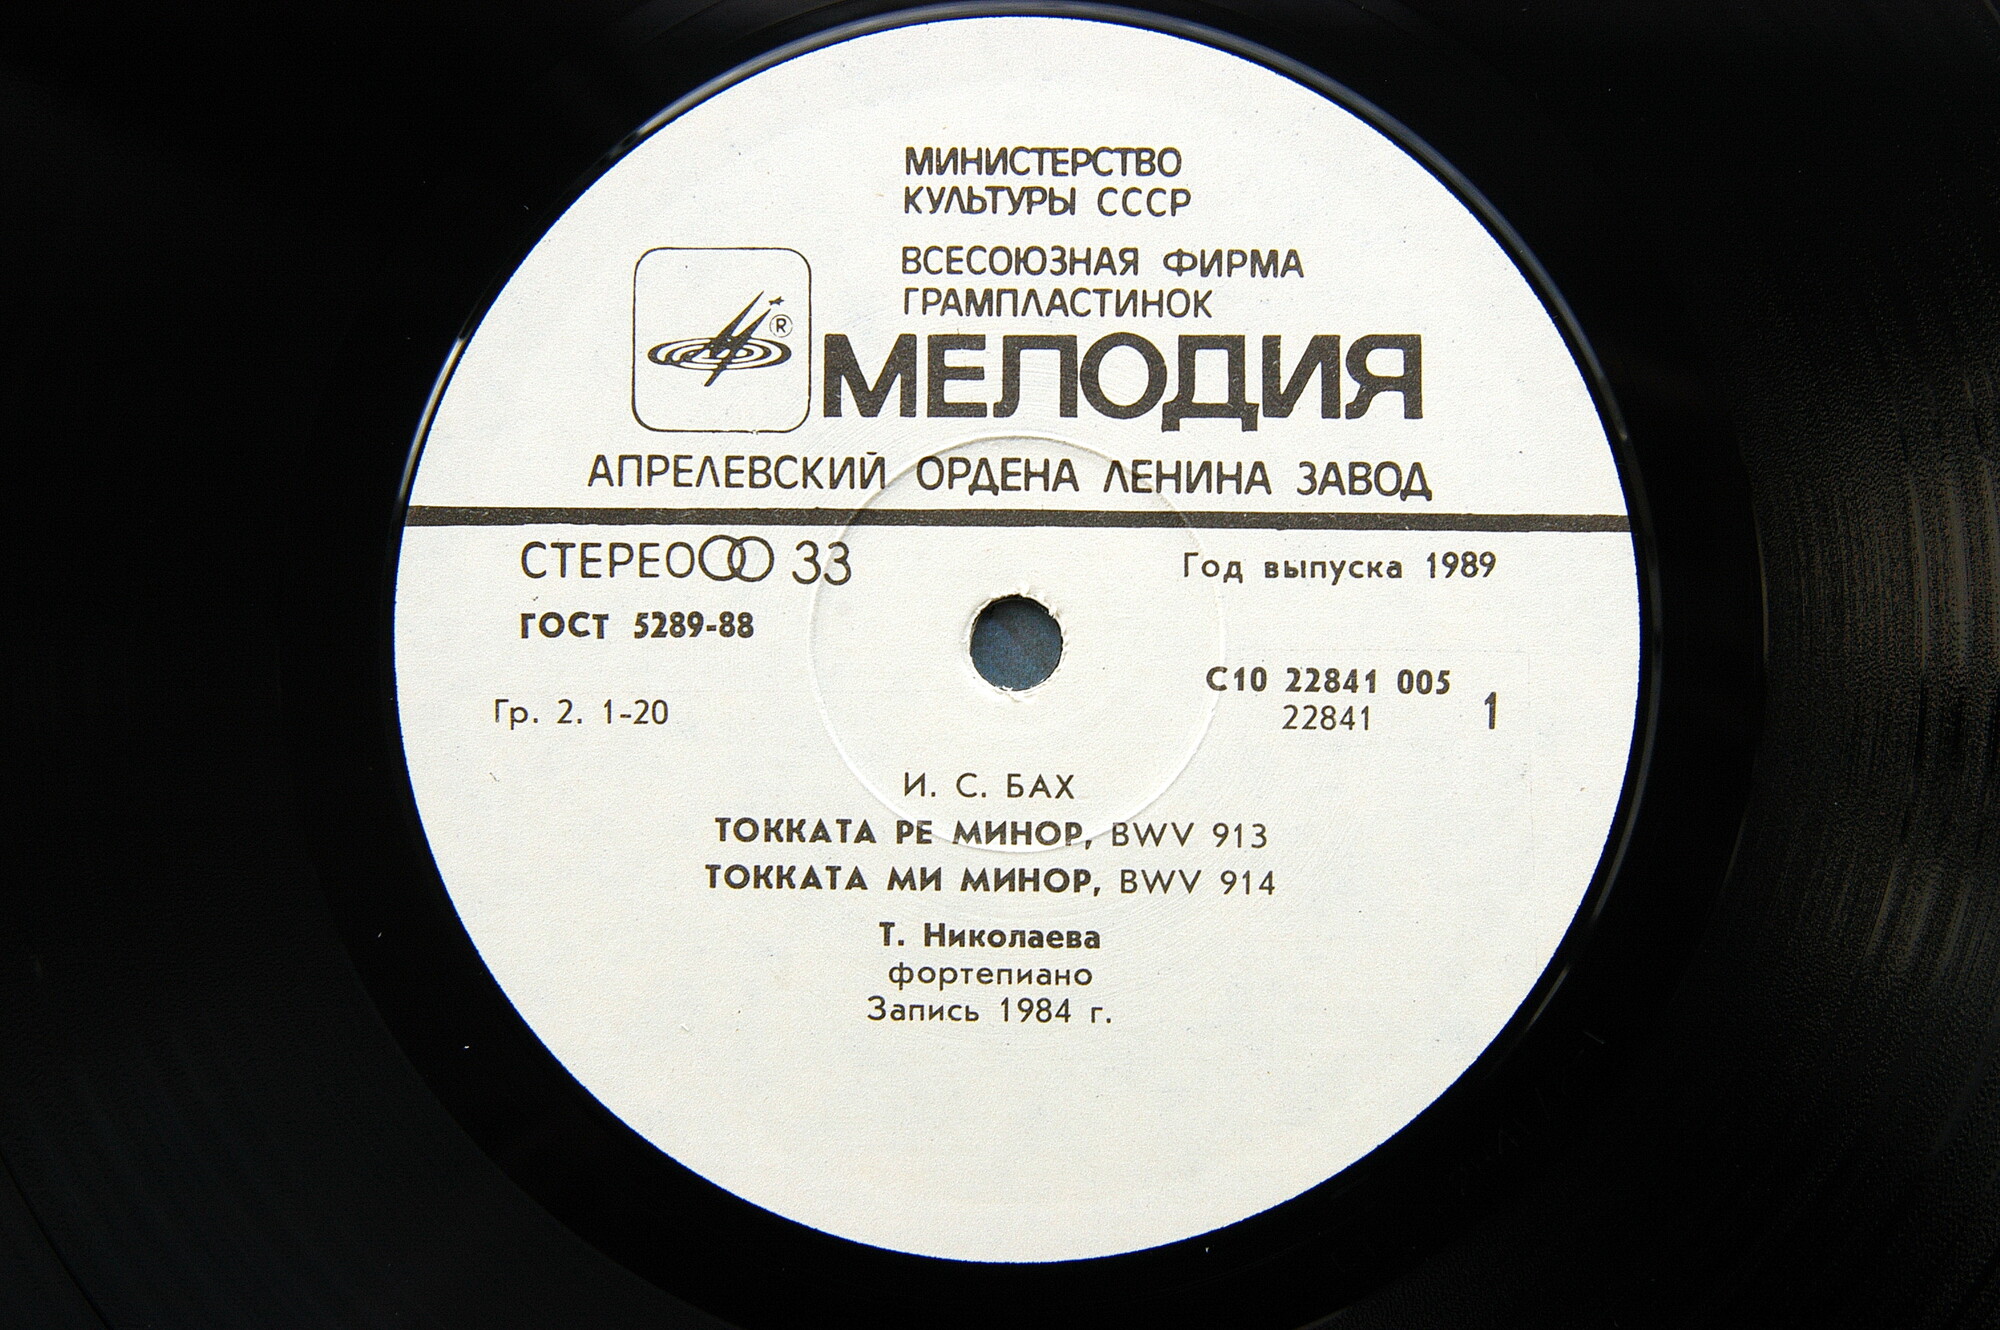 МИНИСТЕРСТВО
КУЛЬТУРЫ СССР
ВСЕСОЮЗНАЯ ФИРМА
ГРАМПЛАСТИНОК
®
МЕЛОДИЯ
АПРЕЛЕВСКИЙ ОРДЕНА ЛЕНИНА ЗАВОД
СТЕРЕО 33
Год выпуска 1989
ГОСТ 5289-88
С10 22841 005
Гр. 2. 1-20
22841
1
И. С. БАХ
ТОККАТА РЕ МИНОР, BWV 913
ТОККАТА МИ МИНОР, BWV 914
Т. Николаева
фортепиано
Запись 1984 г.